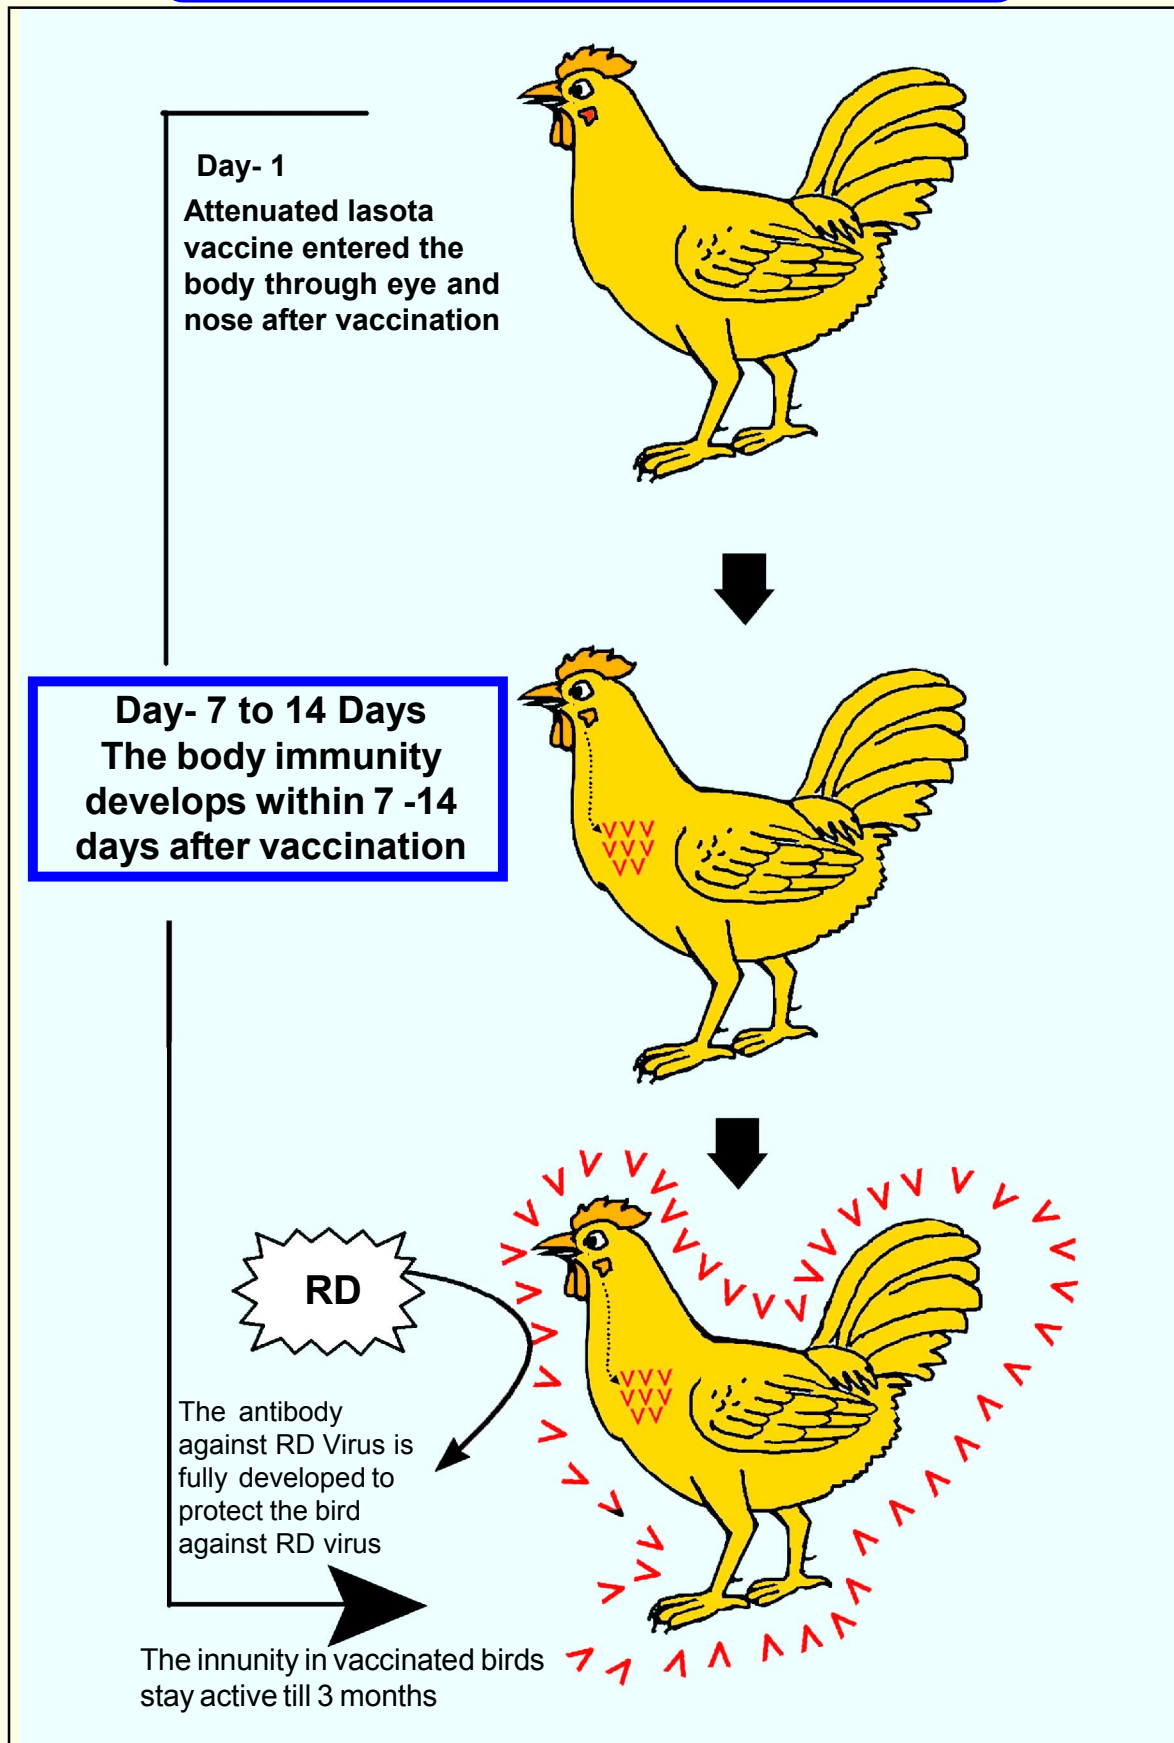 Day- 1
Attenuated lasota
vaccine entered the
body through eye and
nose after vaccination
Day- 7 to 14 Days
The body immunity
develops within 7 -14
days after vaccination
RD
The antibody
against RD Virus is
fully developed to
protect the bird
against RD virus
The innunity in vaccinated birds
stay active till 3 months